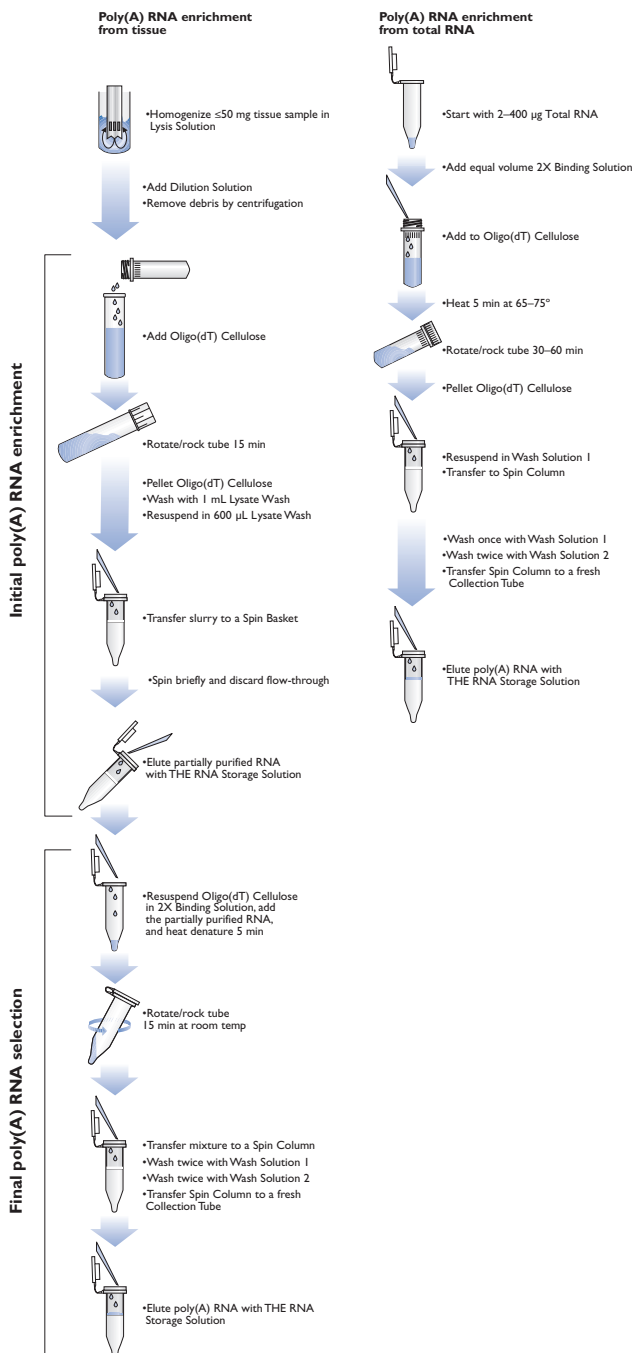 Poly(A) RNA enrichment
from tissue
•Homogenize ≤50 mg tissue sample in
Lysis Solution
•Add Dilution Solution
•Remove debris by centrifugation
Initial poly(A) RNA enrichment
•Add Oligo(dT) Cellulose
•Rotate/rock tube 15 min
•Pellet Oligo(dT) Cellulose
•Wash with 1 mL Lysate Wash
•Resuspend in 600 µL Lysate Wash
•Transfer slurry to a Spin Basket
•Spin briefly and discard flow-through
•Elute partially purified RNA
with THE RNA Storage Solution
Final poly(A) RNA selection
•Resuspend Oligo(dT) Cellulose
in 2X Binding Solution, add
the partially purified RNA,
and heat denature 5 min
•Rotate/rock tube
15 min at room temp
•Transfer mixture to a Spin Column
•Wash twice with Wash Solution 1
•Wash twice with Wash Solution 2
•Transfer Spin Column to a fresh
Collection Tube
•Elute poly(A) RNA with THE RNA
Storage Solution
Poly(A) RNA enrichment
from total RNA
•Start with 2–400 µg Total RNA
•Add equal volume 2X Binding Solution
•Add to Oligo(dT) Cellulose
•Heat 5 min at 65–75º
•Rotate/rock tube 30–60 min
•Pellet Oligo(dT) Cellulose
•Resuspend in Wash Solution 1
•Transfer to Spin Column
•Wash once with Wash Solution 1
•Wash twice with Wash Solution 2
•Transfer Spin Column to a fresh
Collection Tube
•Elute poly(A) RNA with
THE RNA Storage Solution